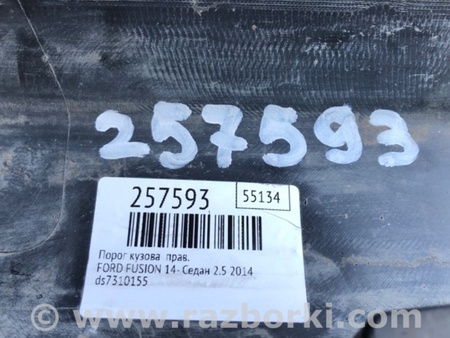 257593
257593
55134
Порог кузова прав.
FORD FUSION 14- Седан 2.5 2014
ds7310155
www.razborki.com